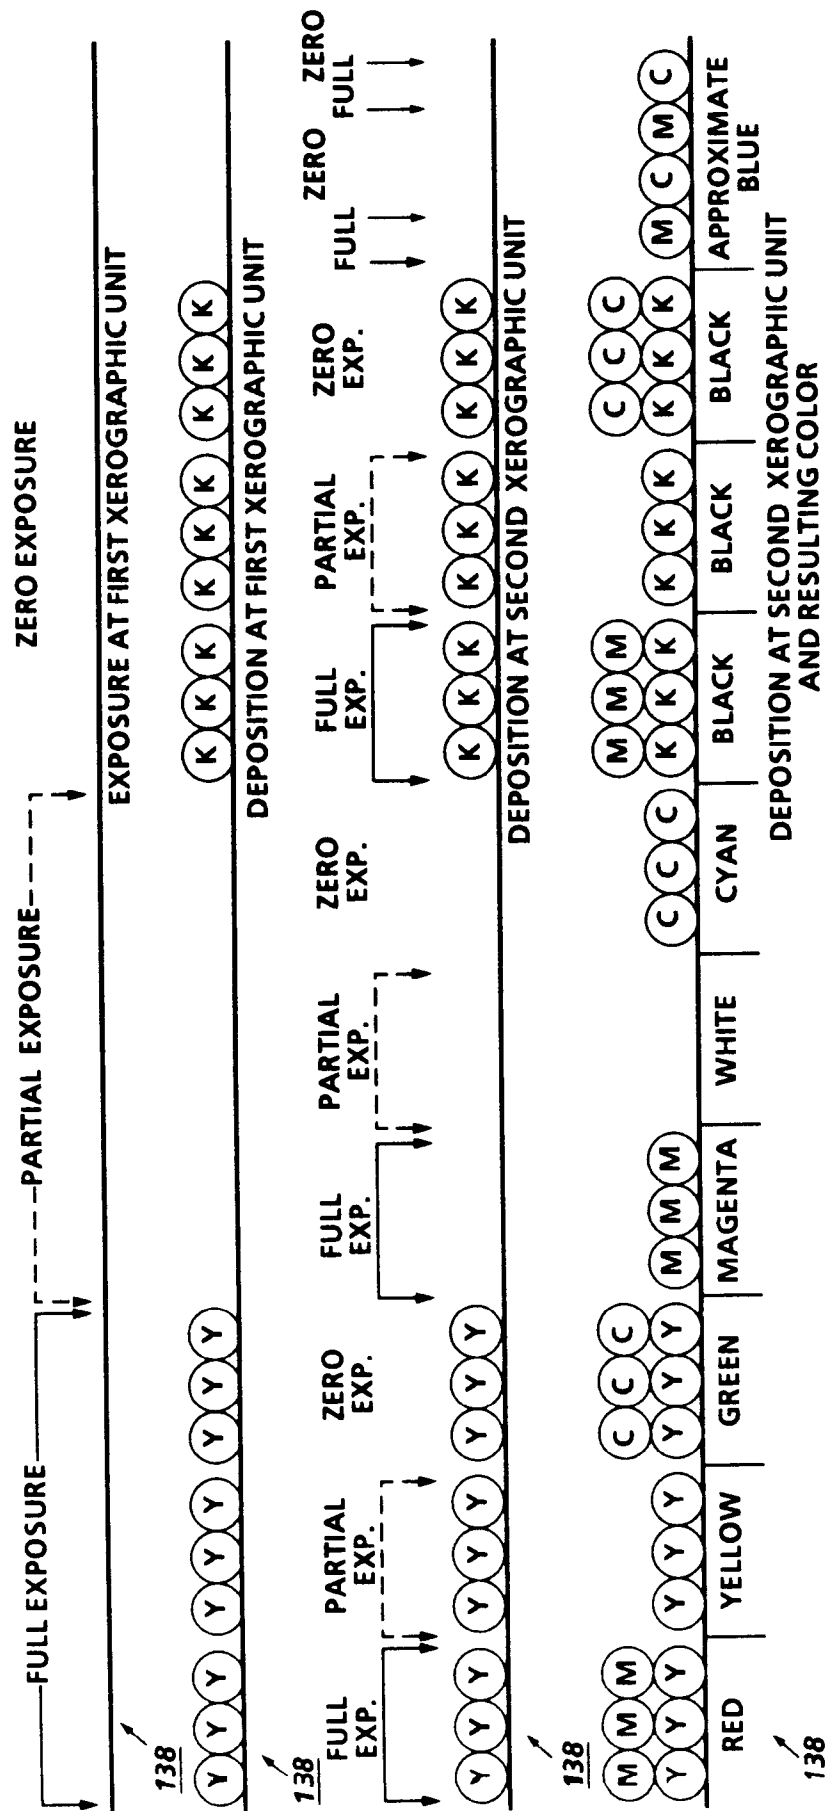 FULL EXPOSURE PARTIAL EXPOSURE ZERO EXPOSURE
138
EXPOSURE AT FIRST XEROGRAPHIC UNIT
Y Y Y Y Y Y Y Y Y K K K K K K K K K
138
DEPOSITION AT FIRST XEROGRAPHIC UNIT
FULL EXP. PARTIAL EXP. ZERO EXP. FULL EXP. PARTIAL EXP. ZERO EXP. FULL EXP. PARTIAL EXP. ZERO EXP. FULL ZERO FULL ZERO
Y Y Y Y Y Y Y Y Y K K K K K K K K K
138
DEPOSITION AT SECOND XEROGRAPHIC UNIT
M M M C C C M M M C C C
Y Y Y Y Y Y Y Y Y M M M C C C K K K K K K K K K M C M C
RED YELLOW GREEN MAGENTA WHITE CYAN BLACK BLACK BLACK APPROXIMATE
BLUE
138
DEPOSITION AT SECOND XEROGRAPHIC UNIT
AND RESULTING COLOR